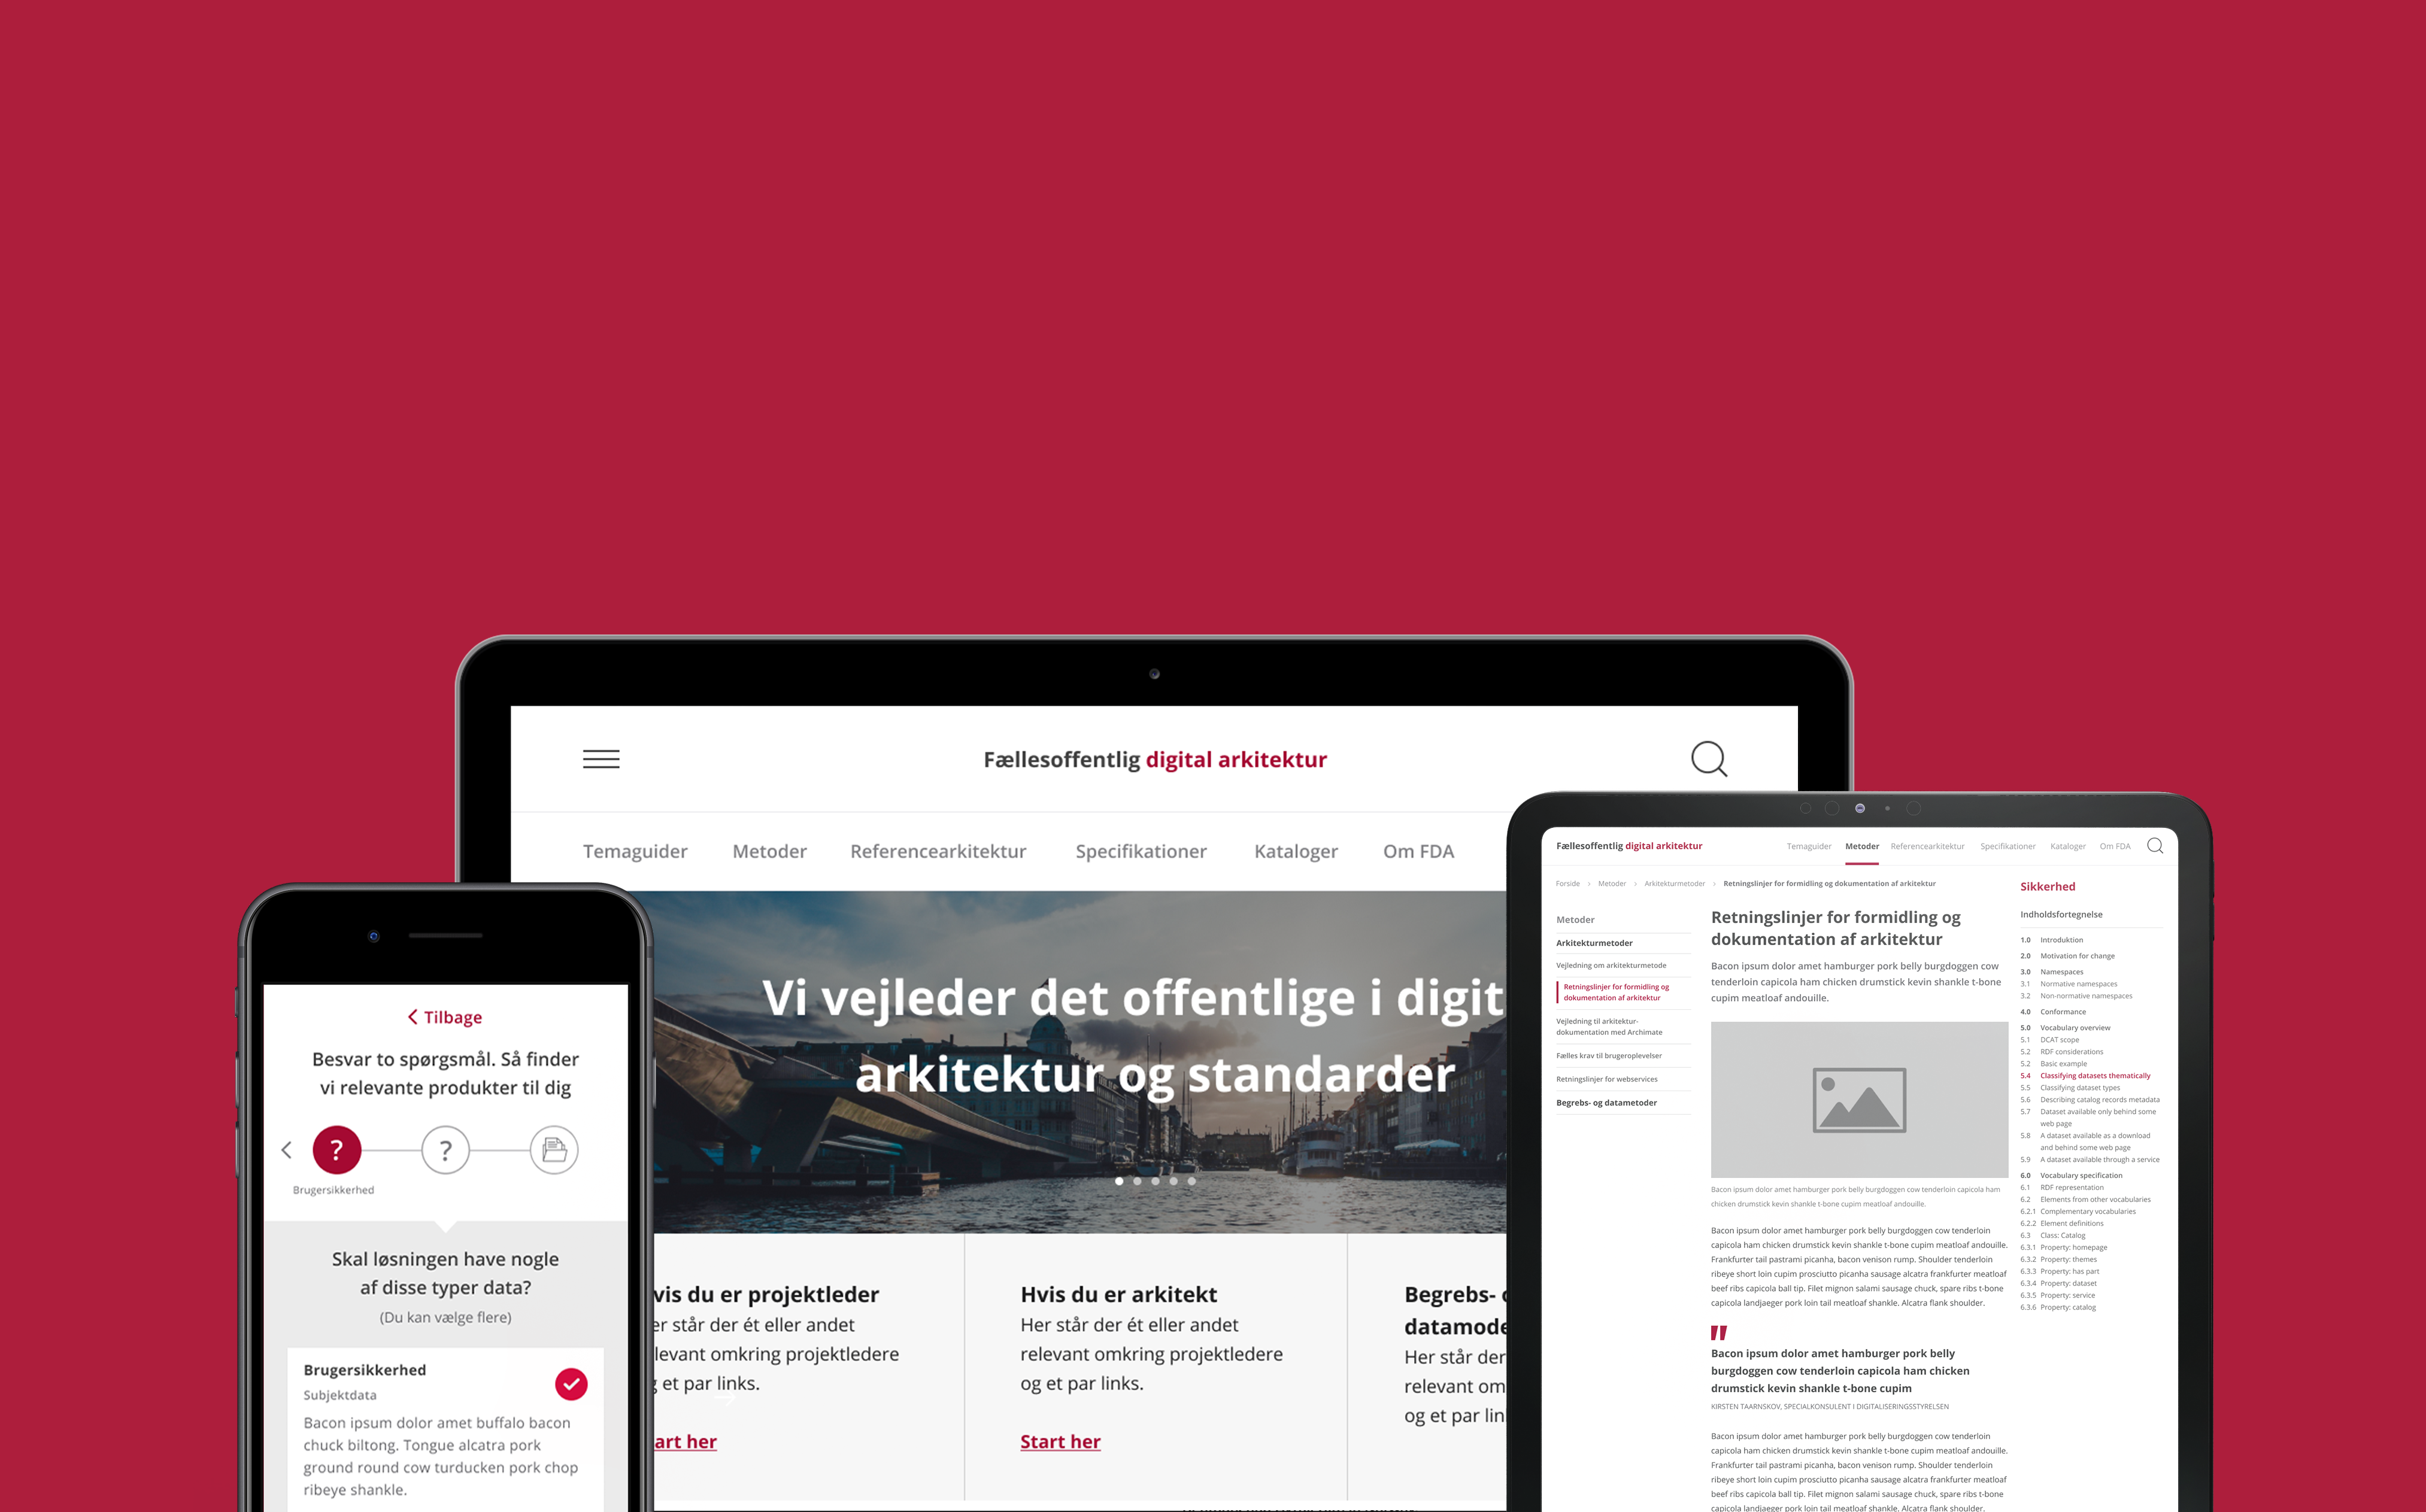 Fællesoffentlig digital arkitektur
Temaguider Metoder Referencearkitektur Specifikationer Kataloger Om FDA
Vi vejleder det offentlige i digit
arkitektur og standarder
vis du er projektleder
er står der ét eller andet
levant omkring projektledere
et par links.
art her
Hvis du er arkitekt
Her står der ét eller andet
relevant omkring projektledere
og et par links.
Start her
Begrebs-
datamode
Her står der
relevant om
og et par lin
Tilbage
Besvar to spørgsmål. Så finder
vi relevante produkter til dig
? ?
Brugersikkerhed
Skal løsningen have nogle
af disse typer data?
(Du kan vælge flere)
Brugersikkerhed
Subjektdata
Bacon ipsum dolor amet buffalo bacon
chuck biltong. Tongue alcatra pork
ground round cow turducken pork chop
ribeye shankle.
Fællesoffentlig digital arkitektur
Temaguider Metoder Referencearkitektur Specifikationer Kataloger Om FDA
Forside > Metoder > Arkitekturmetoder > Retningslinjer for formidling og dokumentation af arkitektur
Metoder
Arkitekturmetoder
Vejledning om arkitekturmetode
Retningslinjer for formidling og
dokumentation af arkitektur
Vejledning til arkitektur-
dokumentation med Archimate
Fælles krav til brugeroplevelser
Retningslinjer for webservices
Begrebs- og datametoder
Retningslinjer for formidling og
dokumentation af arkitektur
Bacon ipsum dolor amet hamburger pork belly burgdoggen cow
tenderloin capicola ham chicken drumstick kevin shankle t-bone
cupim meatloaf andouille.
Bacon ipsum dolor amet hamburger pork belly burgdoggen cow tenderloin capicola ham
chicken drumstick kevin shankle t-bone cupim meatloaf andouille.
Bacon ipsum dolor amet hamburger pork belly burgdoggen cow tenderloin
capicola ham chicken drumstick kevin shankle t-bone cupim meatloaf andouille.
Frankfurter tail pastrami picanha, bacon venison rump. Shoulder tenderloin
ribeye short loin cupim prosciutto picanha sausage alcatra frankfurter meatloaf
beef ribs capicola ball tip. Filet mignon salami sausage chuck, spare ribs t-bone
capicola landjaeger pork loin tail meatloaf shankle. Alcatra flank shoulder.
"
Bacon ipsum dolor amet hamburger pork belly
burgdoggen cow tenderloin capicola ham chicken
drumstick kevin shankle t-bone cupim
KIRSTEN TAARNSKOV, SPECIALKONSULENT I DIGITALISERINGSSTYRELSEN
Bacon ipsum dolor amet hamburger pork belly burgdoggen cow tenderloin
capicola ham chicken drumstick kevin shankle t-bone cupim meatloaf andouille.
Frankfurter tail pastrami picanha, bacon venison rump. Shoulder tenderloin
ribeye short loin cupim prosciutto picanha sausage alcatra frankfurter meatloaf
beef ribs capicola ball tip. Filet mignon salami sausage chuck, spare ribs t-bone
capicola landjaeger pork loin tail meatloaf shankle. Alcatra flank shoulder.
Sikkerhed
Indholdsfortegnelse
1.0 Introduktion
2.0 Motivation for change
3.0 Namespaces
3.1 Normative namespaces
3.2 Non-normative namespaces
4.0 Conformance
5.0 Vocabulary overview
5.1 DCAT scope
5.2 RDF considerations
5.2 Basic example
5.4 Classifying datasets thematically
5.5 Classifying dataset types
5.6 Describing catalog records metadata
5.7 Dataset available only behind some
web page
5.8 A dataset available as a download
and behind some web page
5.9 A dataset available through a service
6.0 Vocabulary specification
6.1 RDF representation
6.2 Elements from other vocabularies
6.2.1 Complementary vocabularies
6.2.2 Element definitions
6.3 Class: Catalog
6.3.1 Property: homepage
6.3.2 Property: themes
6.3.3 Property: has part
6.3.4 Property: dataset
6.3.5 Property: service
6.3.6 Property: catalog